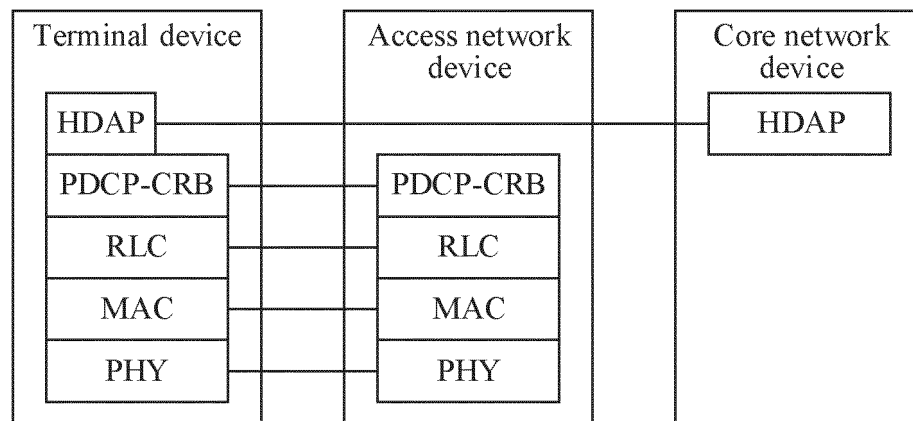 Terminal device
Access network
device
Core network
device
HDAP
HDAP
PDCP-CRB
PDCP-CRB
RLC
RLC
MAC
MAC
PHY
PHY